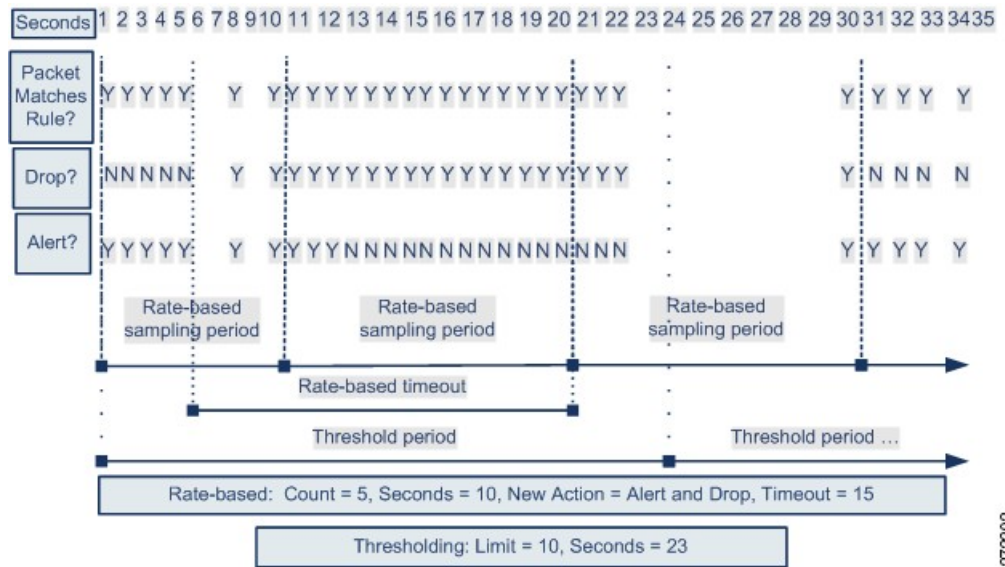 Seconds 1 2 3 4 5 6 7 8 9 10 11 12 13 14 15 16 17 18 19 20 21 22 23 24 25 26 27 28 29 30 31 32 33 34 35
Packet
Matches
Rule?
Y Y Y Y Y Y Y Y Y Y Y Y Y Y Y Y Y Y Y Y Y Y Y Y Y Y
Drop?
N N N N N Y Y Y Y Y Y Y Y Y Y Y Y Y Y Y Y Y N N N N
Alert?
Y Y Y Y Y Y Y Y Y Y N N N N N N N N N N N N N N N Y Y Y Y Y
Rate-based
sampling period
Rate-based
sampling period
Rate-based
sampling period
Rate-based timeout
Threshold period
Threshold period ...
Rate-based: Count = 5, Seconds = 10, New Action = Alert and Drop, Timeout = 15
Thresholding: Limit = 10, Seconds = 23